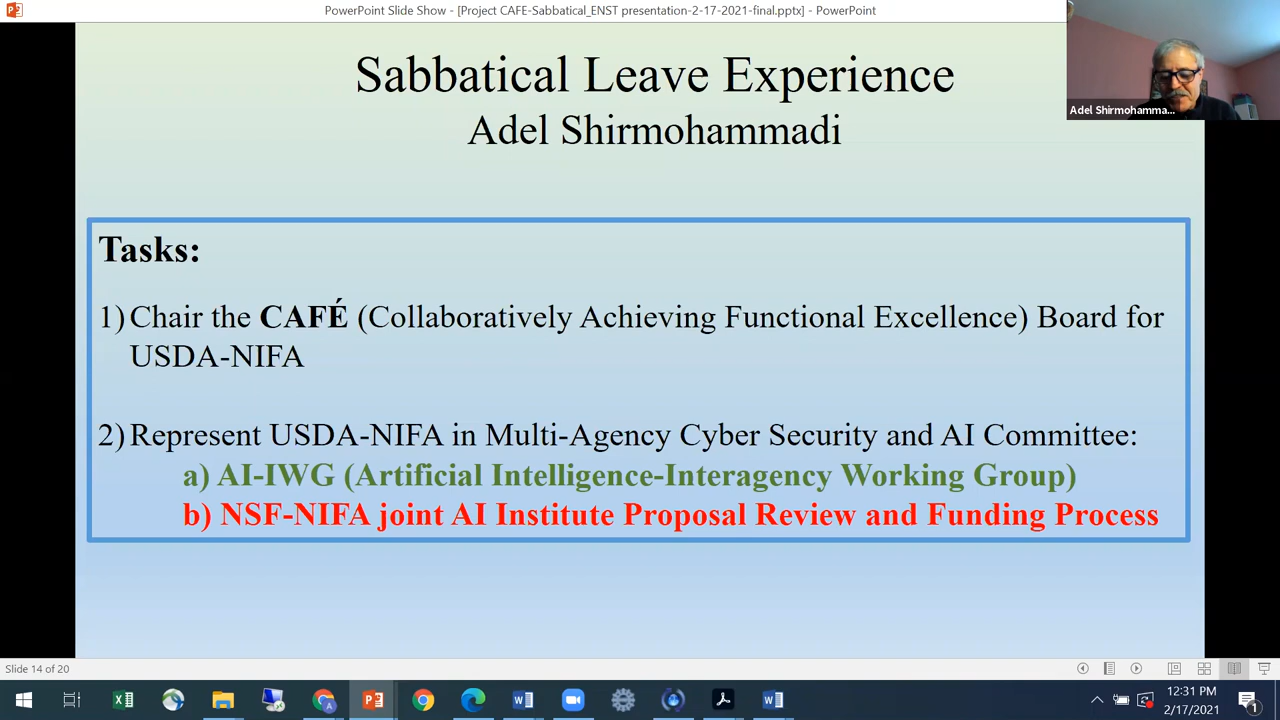 PowerPoint Slide Show - [Project CAFE-Sabbatical_ENST presentation-2-17-2021-final.pptx] - PowerPoint
Sabbatical Leave Experience
Adel Shirmohammadi
Adel Shirmohamma...
Tasks:
1) Chair the CAFÉ (Collaboratively Achieving Functional Excellence) Board for
USDA-NIFA
2) Represent USDA-NIFA in Multi-Agency Cyber Security and AI Committee:
a) AI-IWG (Artificial Intelligence-Interagency Working Group)
b) NSF-NIFA joint AI Institute Proposal Review and Funding Process
Slide 14 of 20
12:31 PM
2/17/2021